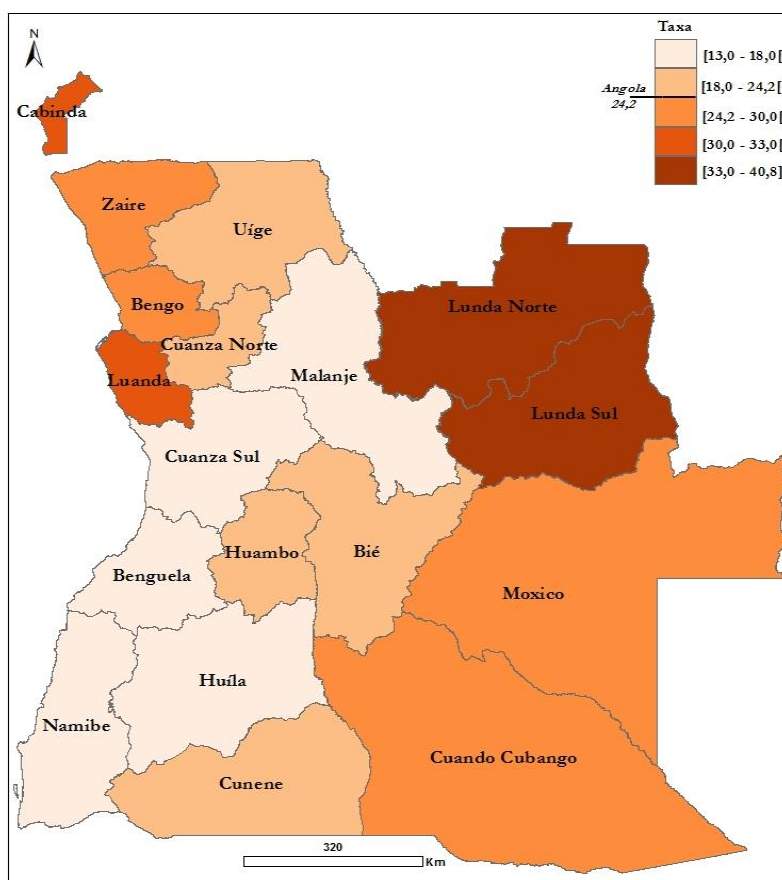 Taxa
N
[13,0 - 18,0[
[18,0 - 24,2[
Angola
24,2
[24,2 - 30,0[
[30,0 - 33,0[
[33,0 - 40,8]
Cabinda
Zaire
Uíge
Bengo
Lunda Norte
Cuanza Norte
Luanda
Malanje
Lunda Sul
Cuanza Sul
Huambo
Bié
Benguela
Moxico
Huíla
Namibe
Cuando Cubango
Cunene
320
Km